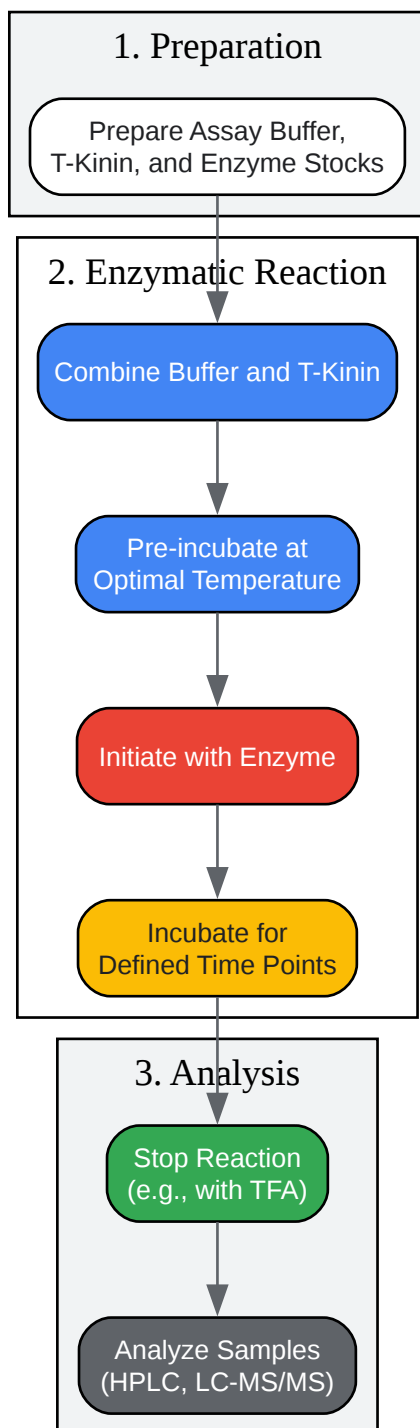 1. Preparation
Prepare Assay Buffer,
T-Kinin, and Enzyme Stocks
2. Enzymatic Reaction
Combine Buffer and T-Kinin
Pre-incubate at
Optimal Temperature
Initiate with Enzyme
Incubate for
Defined Time Points
3. Analysis
Stop Reaction
(e.g., with TFA)
Analyze Samples
(HPLC, LC-MS/MS)